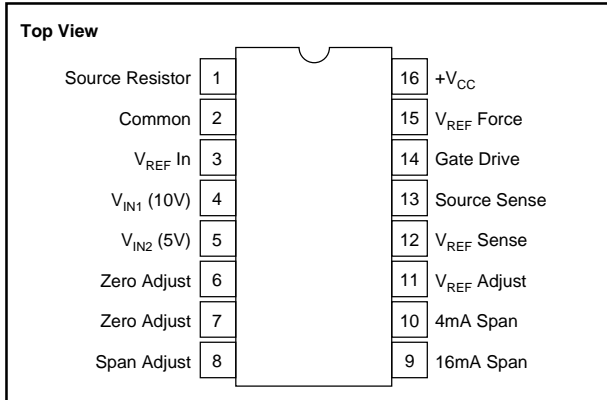 Top View
Source Resistor 1
Common 2
V_REF In 3
V_IN1 (10V) 4
V_IN2 (5V) 5
Zero Adjust 6
Zero Adjust 7
Span Adjust 8
16 +V_CC
15 V_REF Force
14 Gate Drive
13 Source Sense
12 V_REF Sense
11 V_REF Adjust
10 4mA Span
9 16mA Span